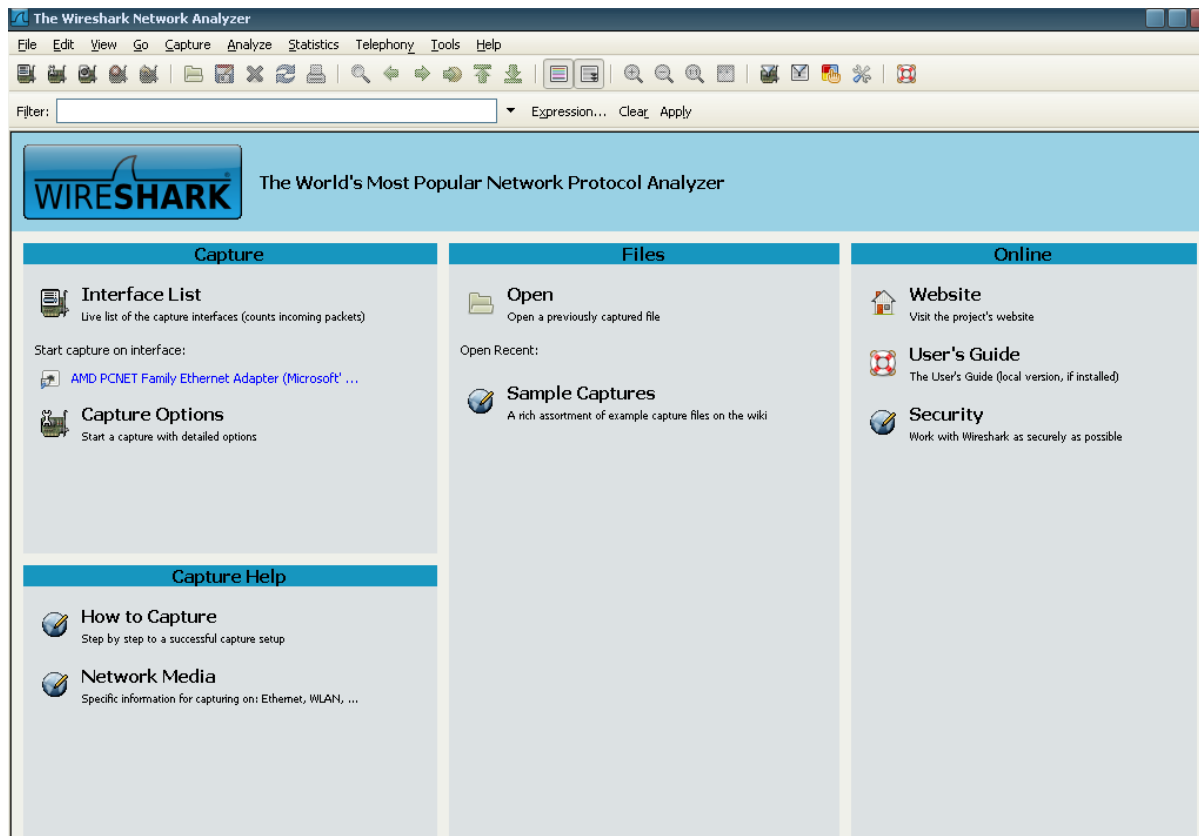 The Wireshark Network Analyzer
File Edit View Go Capture Analyze Statistics Telephony Tools Help
Filter:
Expression... Clear Apply
WIRESHARK
The World's Most Popular Network Protocol Analyzer
Capture
Interface List
Live list of the capture interfaces (counts incoming packets)
Start capture on interface:
AMD PCNET Family Ethernet Adapter (Microsoft' ...
Capture Options
Start a capture with detailed options
Capture Help
How to Capture
Step by step to a successful capture setup
Network Media
Specific information for capturing on: Ethernet, WLAN, ...
Files
Open
Open a previously captured file
Open Recent:
Sample Captures
A rich assortment of example capture files on the wiki
Online
Website
Visit the project's website
User's Guide
The User's Guide (local version, if installed)
Security
Work with Wireshark as securely as possible